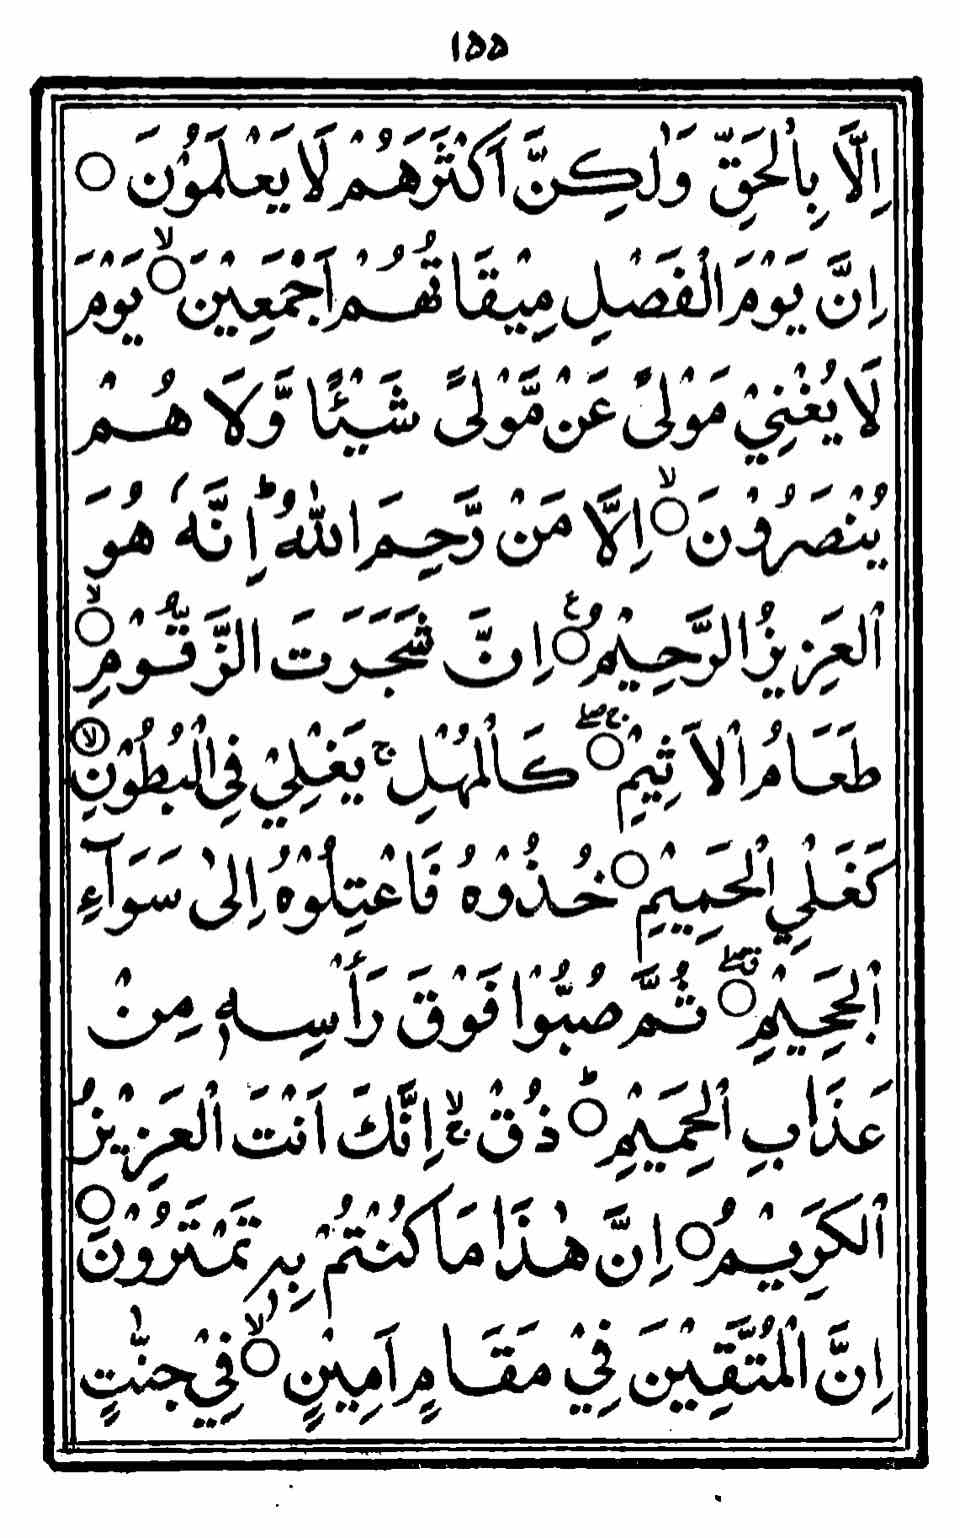 ١٥٥
اِلَّا بِالْحَقِّ وَلٰكِنَّ اَكْثَرَهُمْ لَا يَعْلَمُوْنَ ○
اِنَّ يَوْمَ الْفَصْلِ مِيْقَاتُهُمْ اَجْمَعِيْنَ ○ۙ يَوْمَ
لَا يُغْنِيْ مَوْلًى عَنْ مَّوْلًى شَيْئًا وَّلَا هُمْ
يُنْصَرُوْنَ ○ۙ اِلَّا مَنْ رَّحِمَ اللّٰهُ ؕ اِنَّهٗ هُوَ
الْعَزِيْزُ الرَّحِيْمُ ○ࣖ اِنَّ شَجَرَتَ الزَّقُّوْمِ ○ۙ
طَعَامُ الْاَثِيْمِ ○ۛۖ كَالْمُهْلِ ۚ يَغْلِيْ فِى الْبُطُوْنِ ○ۙ
كَغَلْيِ الْحَمِيْمِ ○ خُذُوْهُ فَاعْتِلُوْهُ اِلٰى سَوَآءِ
الْجَحِيْمِ ○ۖ ثُمَّ صُبُّوْا فَوْقَ رَاْسِهٖ مِنْ
عَذَابِ الْحَمِيْمِ ○ؕ ذُقْ ۙۚ اِنَّكَ اَنْتَ الْعَزِيْزُ
الْكَرِيْمُ ○ اِنَّ هٰذَا مَا كُنْتُمْ بِهٖ تَمْتَرُوْنَ ○
اِنَّ الْمُتَّقِيْنَ فِيْ مَقَامٍ اَمِيْنٍ ○ۙ فِيْ جَنّٰتٍ